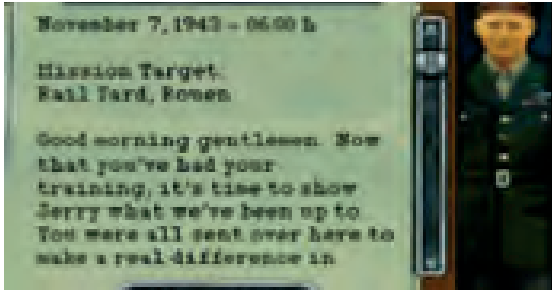 November 7, 1943 - 06:00 h
Mission Target:
Rail Yard, Rouen
Good morning gentlemen. Now
that you've had your
training, it's time to show
Jerry what we've been up to.
You were all sent over here to
make a real difference in